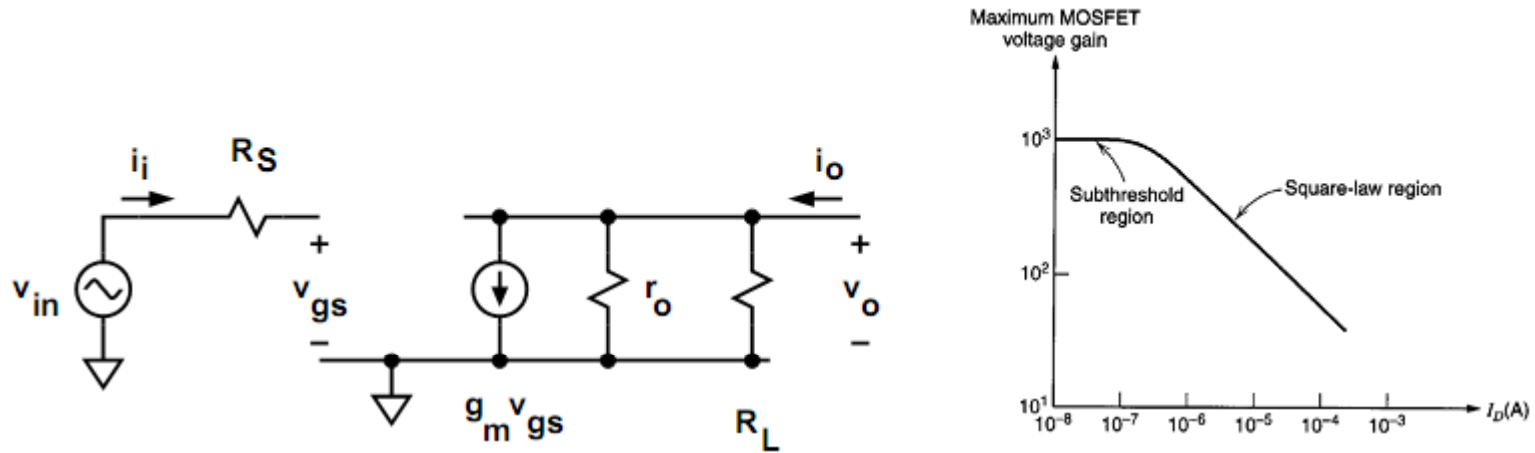 i_i
R_S
i_o
+
+
v_in
v_gs
r_o
v_o
−
−
g_m v_gs
R_L
Maximum MOSFET
voltage gain
10^3
Subthreshold
region
Square-law region
10^2
10^1
10^-8 10^-7 10^-6 10^-5 10^-4 10^-3
I_D(A)